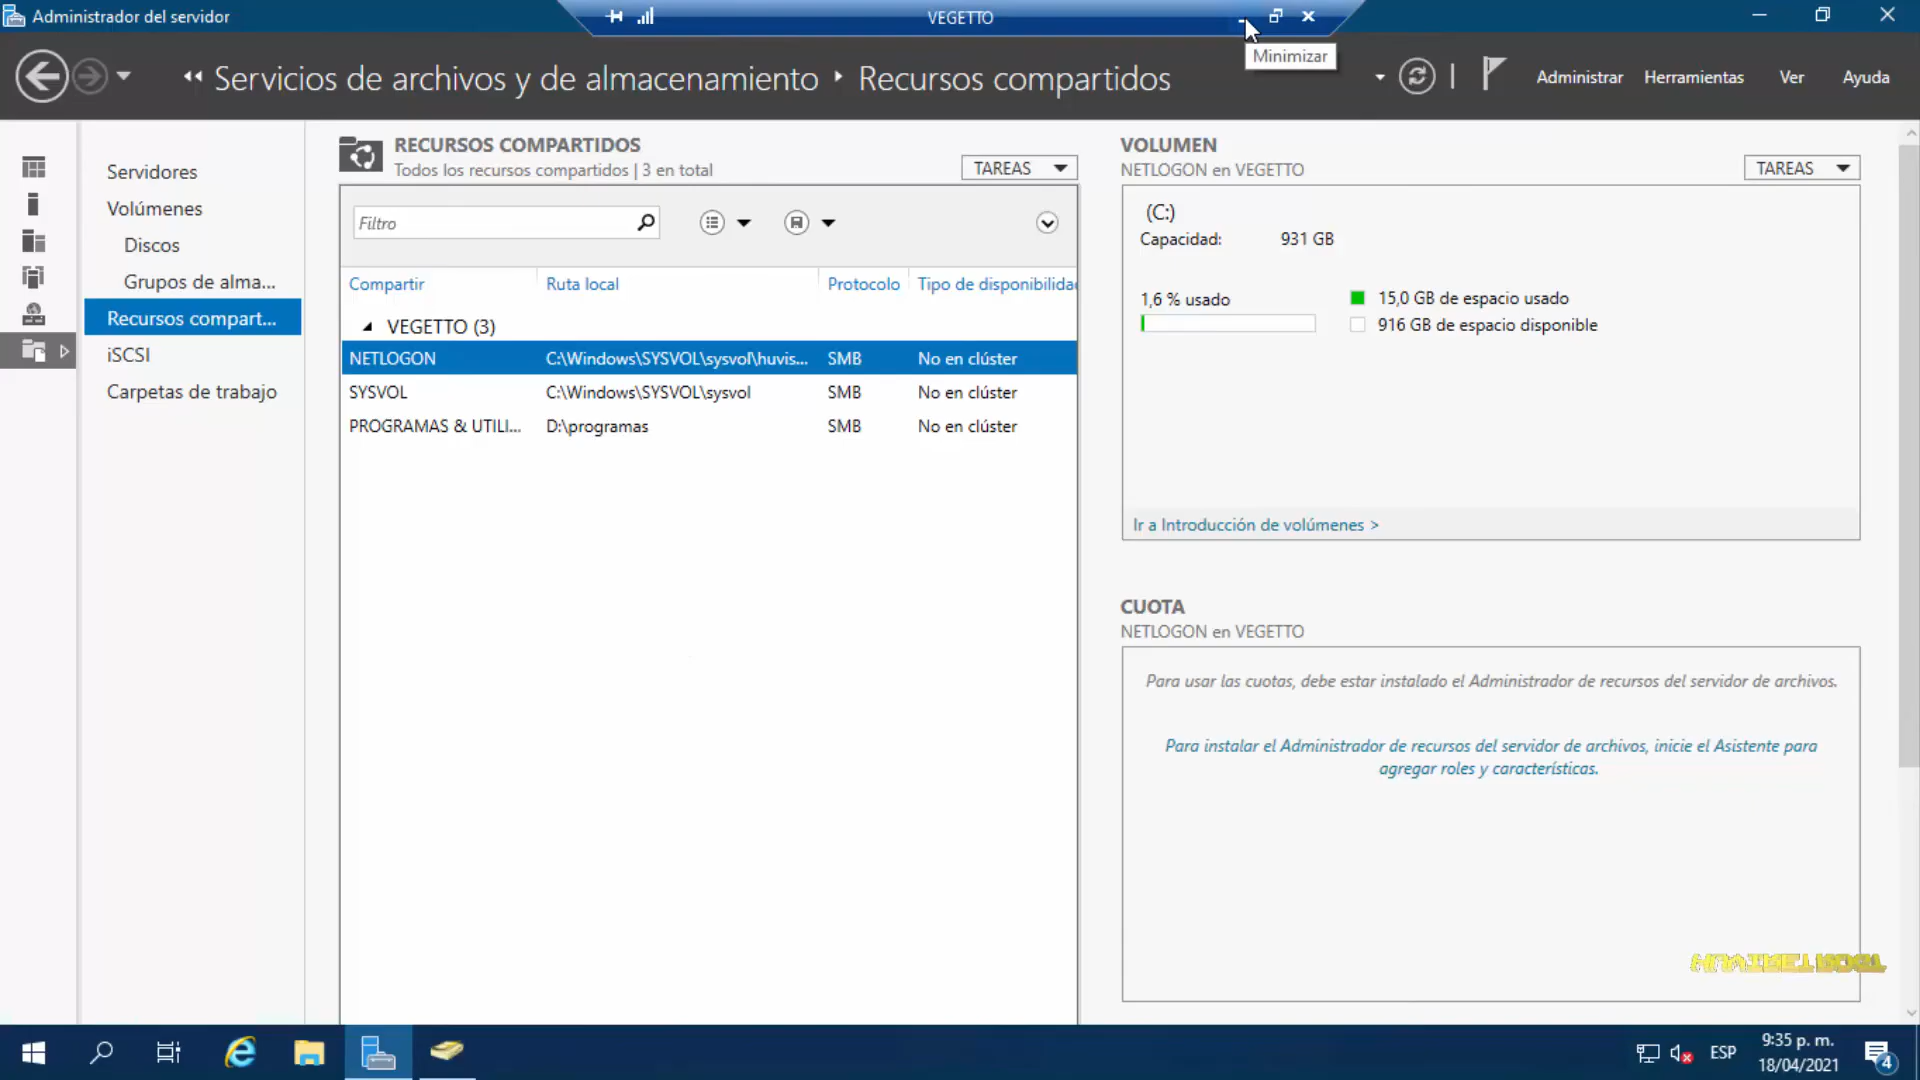 Administrador del servidor
VEGETTO
Minimizar
Servicios de archivos y de almacenamiento
Recursos compartidos
Administrar
Herramientas
Ver
Ayuda
Servidores
Volúmenes
Discos
Grupos de alma...
Recursos compart...
iSCSI
Carpetas de trabajo
RECURSOS COMPARTIDOS
Todos los recursos compartidos | 3 en total
TAREAS
Filtro
Compartir
Ruta local
Protocolo
Tipo de disponibilidad
VEGETTO (3)
NETLOGON C:\Windows\SYSVOL\sysvol\huvis... SMB No en clúster
SYSVOL C:\Windows\SYSVOL\sysvol SMB No en clúster
PROGRAMAS & UTILI... D:\programas SMB No en clúster
VOLUMEN
NETLOGON en VEGETTO
TAREAS
(C:)
Capacidad: 931 GB
1,6 % usado
15,0 GB de espacio usado
916 GB de espacio disponible
Ir a Introducción de volúmenes >
CUOTA
NETLOGON en VEGETTO
Para usar las cuotas, debe estar instalado el Administrador de recursos del servidor de archivos.
Para instalar el Administrador de recursos del servidor de archivos, inicie el Asistente para
agregar roles y características.
ESP
9:35 p. m.
18/04/2021
4